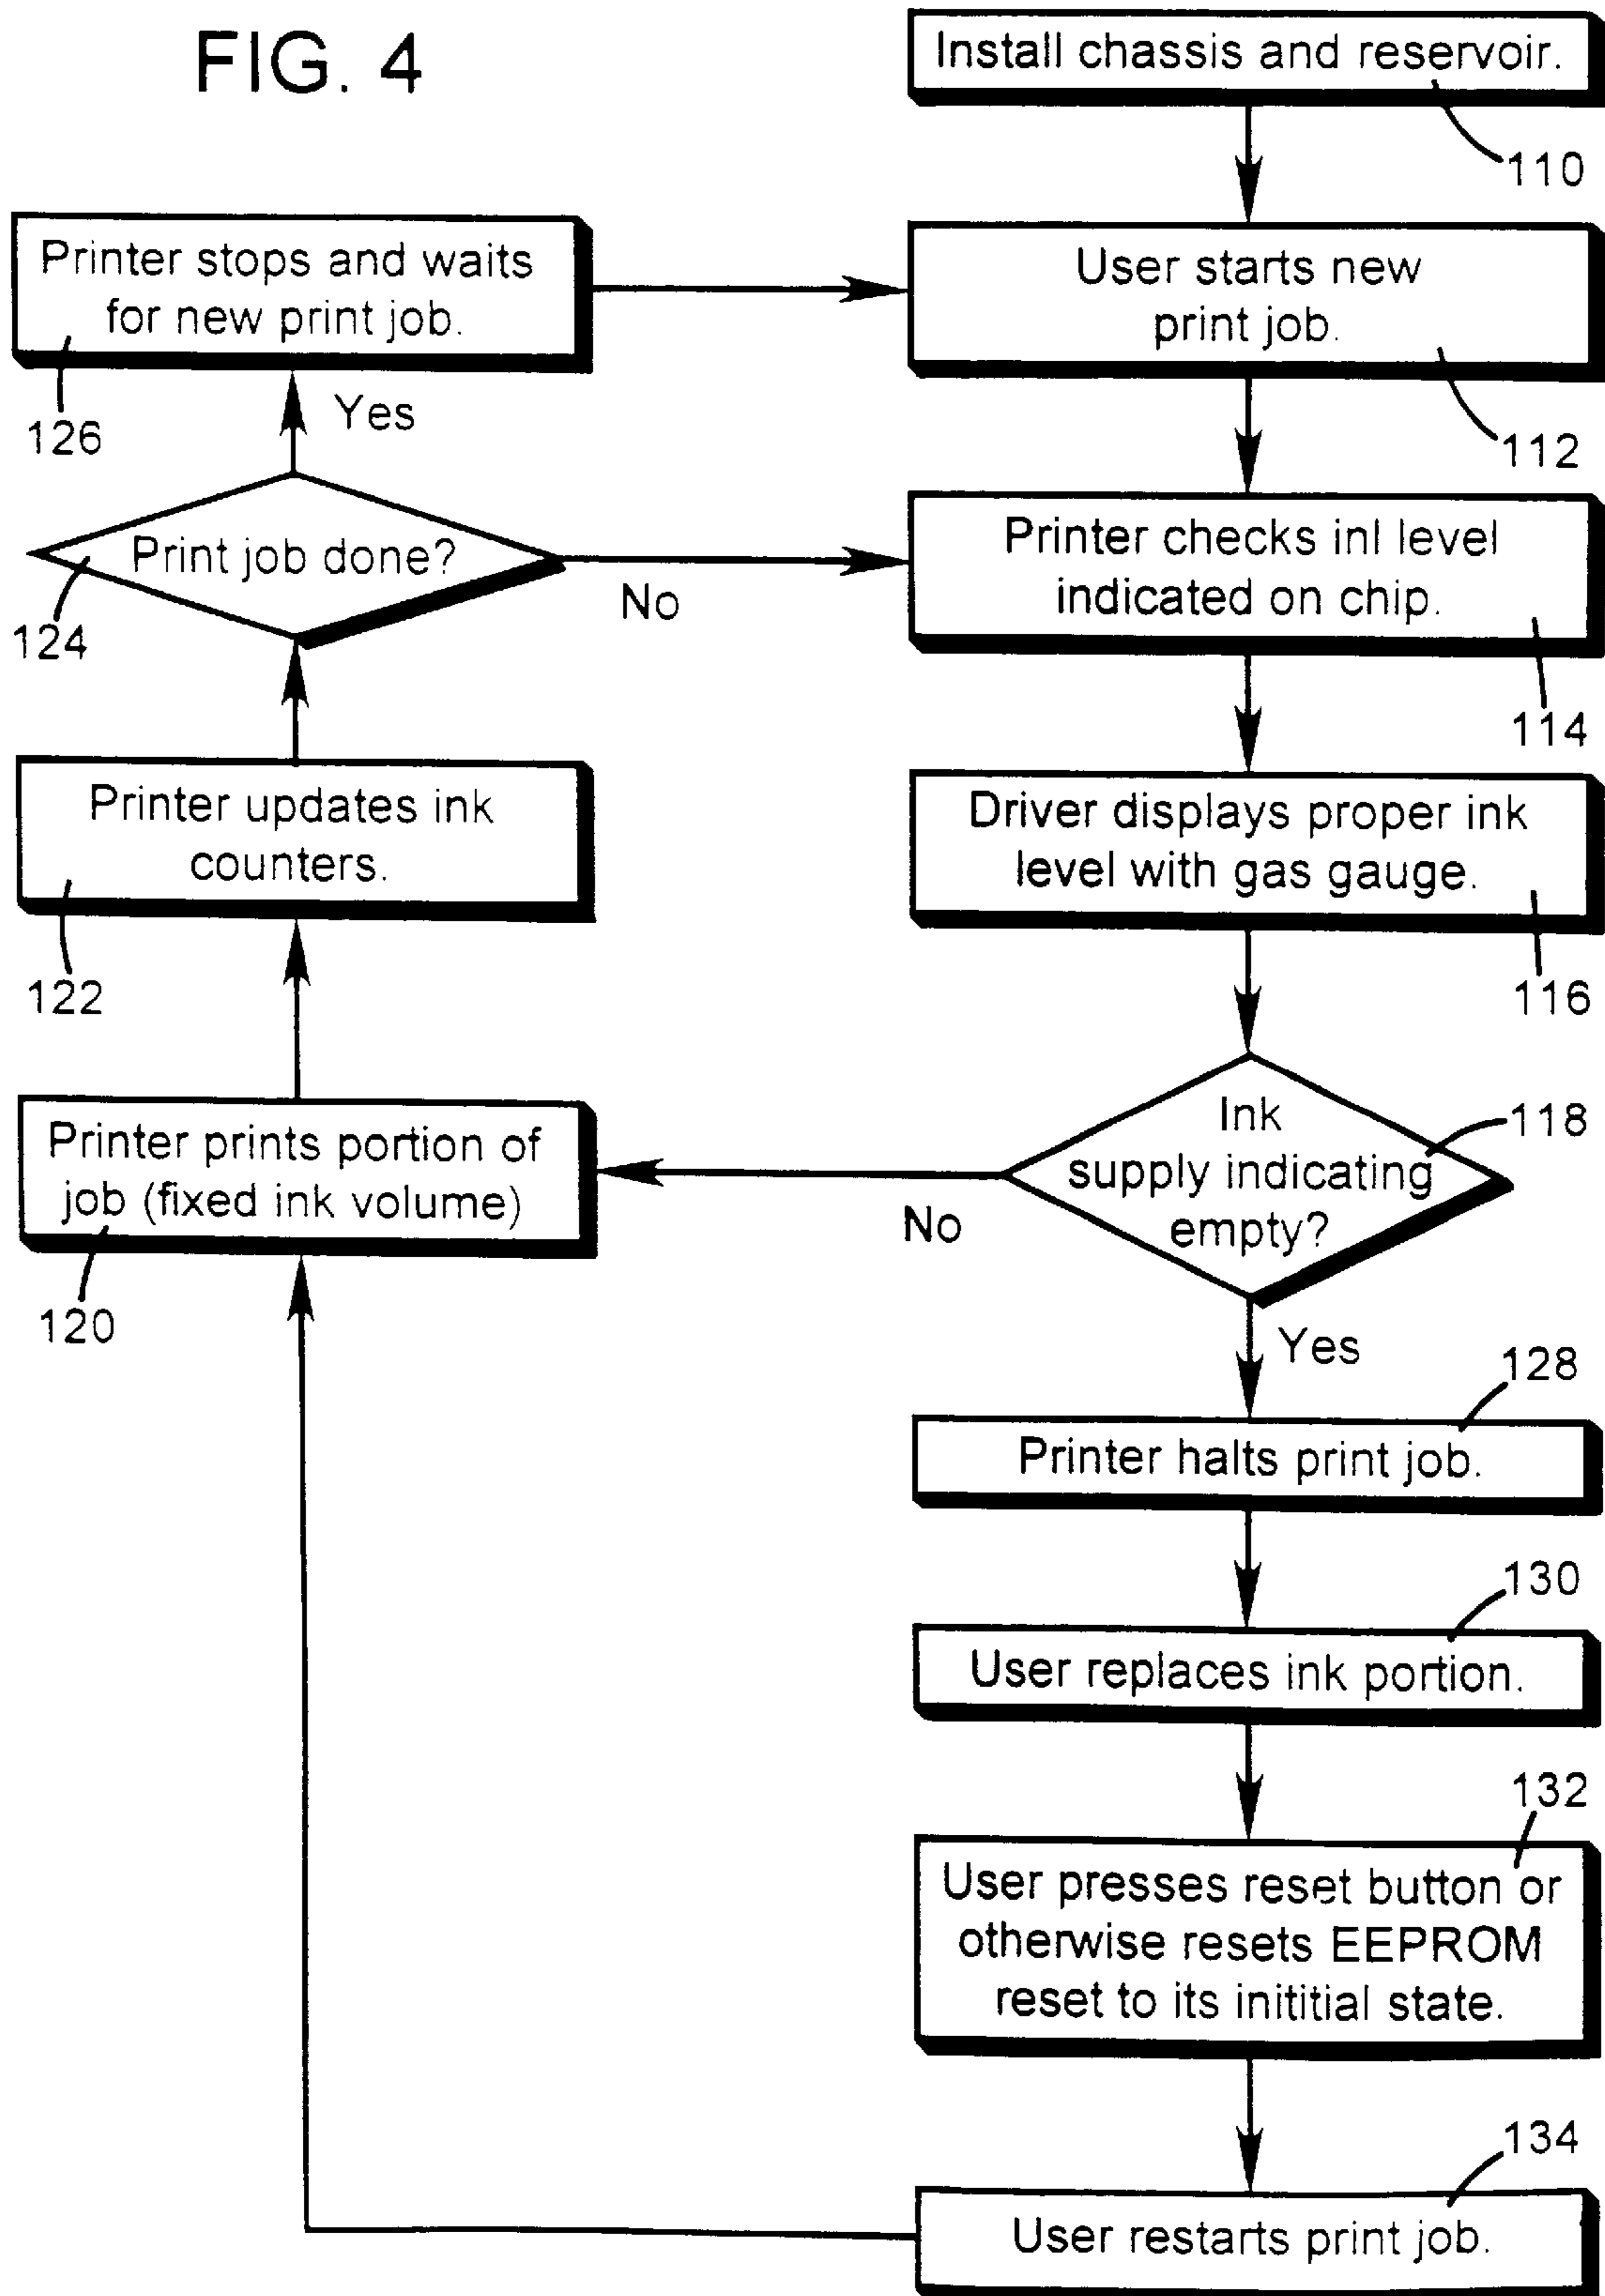 FIG. 4
Install chassis and reservoir.
110
Printer stops and waits
for new print job.
126
User starts new
print job.
112
Yes
Print job done?
124
No
Printer checks inl level
indicated on chip.
114
Printer updates ink
counters.
122
Driver displays proper ink
level with gas gauge.
116
Printer prints portion of
job (fixed ink volume)
120
Ink
supply indicating
empty?
118
No
Yes
128
Printer halts print job.
130
User replaces ink portion.
132
User presses reset button or
otherwise resets EEPROM
reset to its inititial state.
134
User restarts print job.